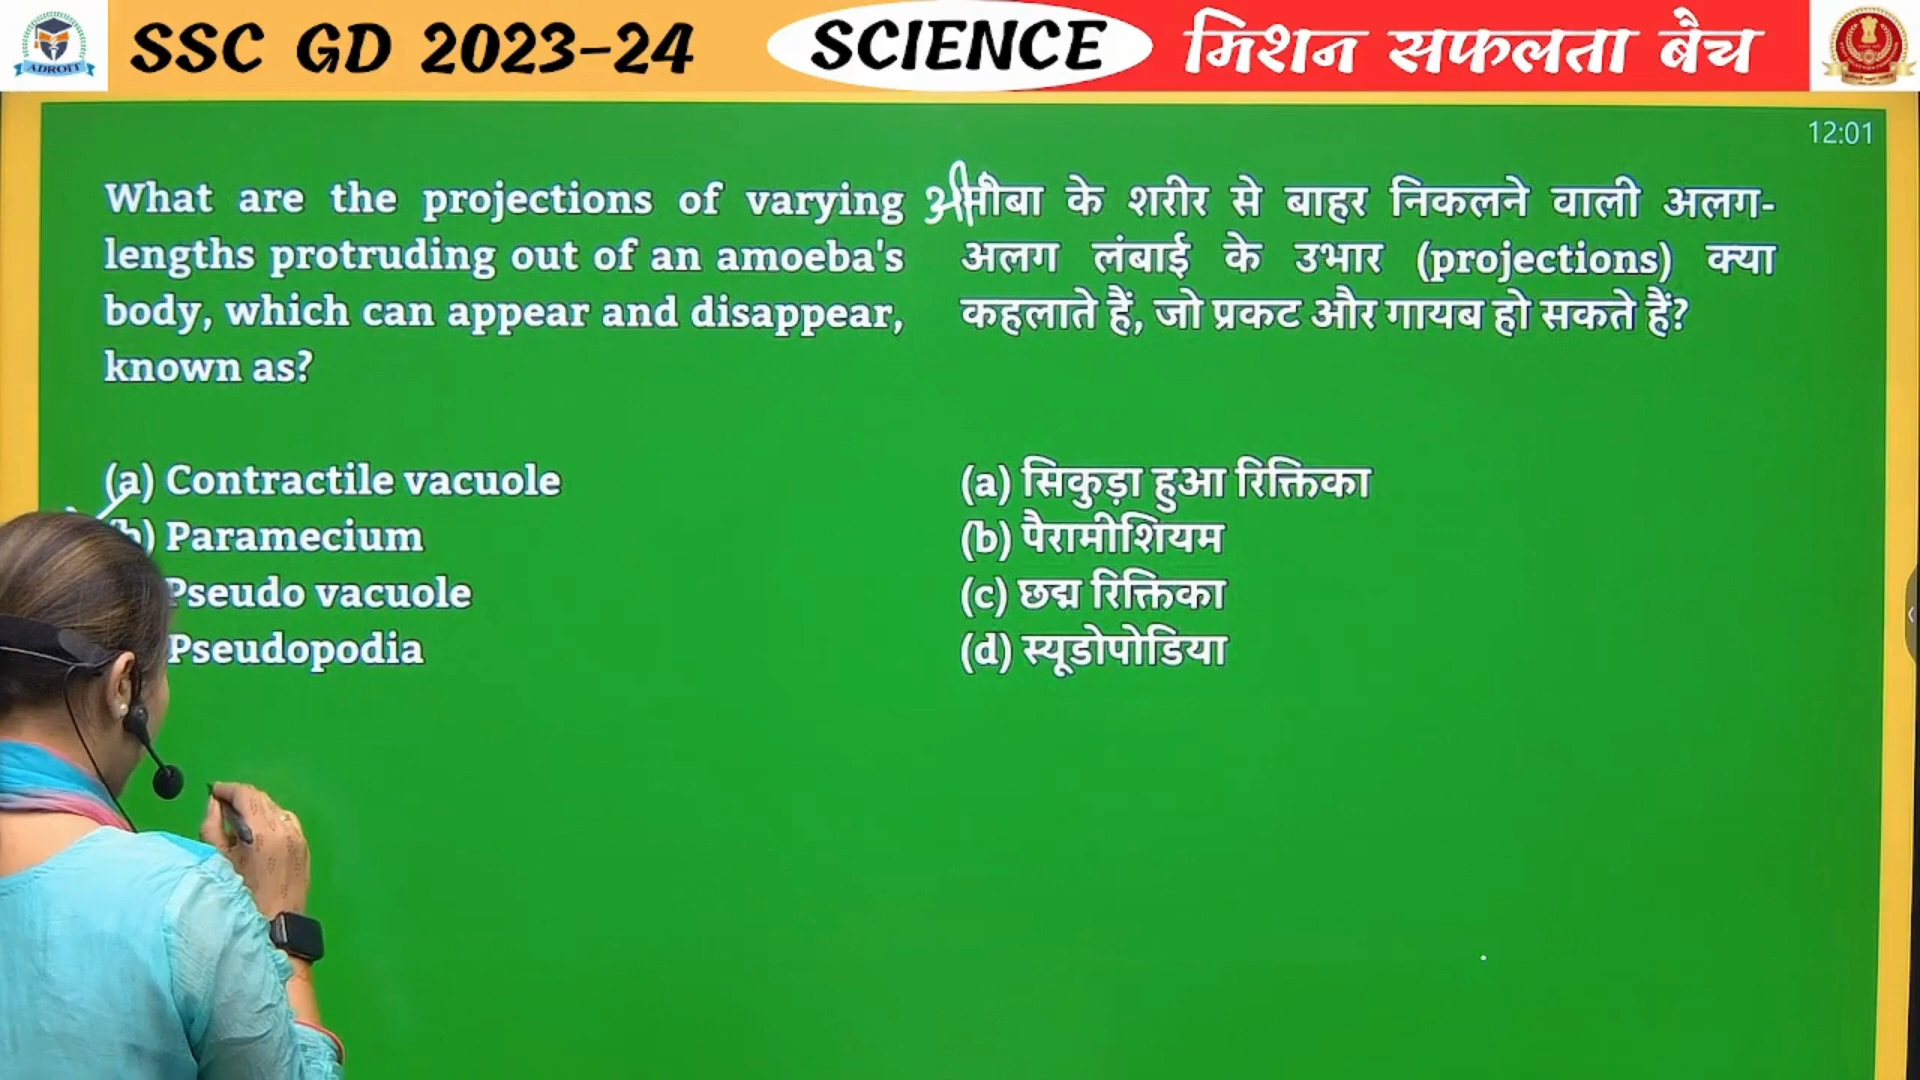 ADROIT
SSC GD 2023-24
SCIENCE
मिशन सफलता बैच
12:01
What are the projections of varying
lengths protruding out of an amoeba's
body, which can appear and disappear,
known as?
(a) Contractile vacuole
(b) Paramecium
Pseudo vacuole
Pseudopodia
अमीबा के शरीर से बाहर निकलने वाली अलग-
अलग लंबाई के उभार (projections) क्या
कहलाते हैं, जो प्रकट और गायब हो सकते हैं?
(a) सिकुड़ा हुआ रिक्तिका
(b) पैरामीशियम
(c) छद्म रिक्तिका
(d) स्यूडोपोडिया